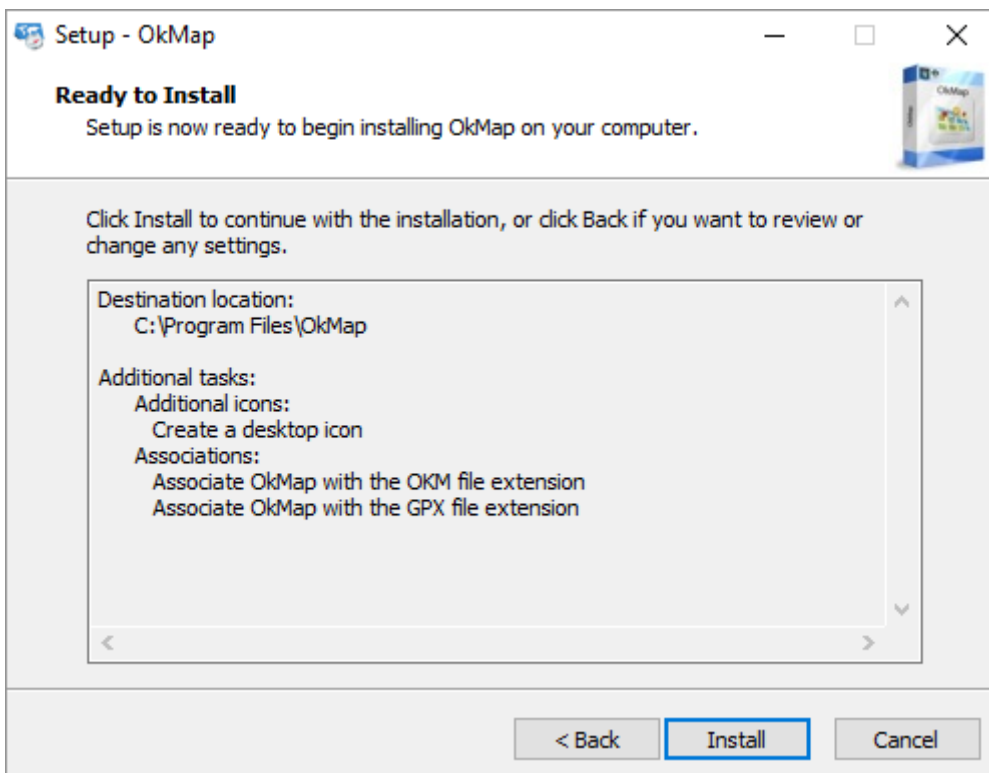 Setup - OkMap
Ready to Install
Setup is now ready to begin installing OkMap on your computer.
OkMap
Click Install to continue with the installation, or click Back if you want to review or
change any settings.
Destination location:
C:\Program Files\OkMap
Additional tasks:
Additional icons:
Create a desktop icon
Associations:
Associate OkMap with the OKM file extension
Associate OkMap with the GPX file extension
< Back
Install
Cancel